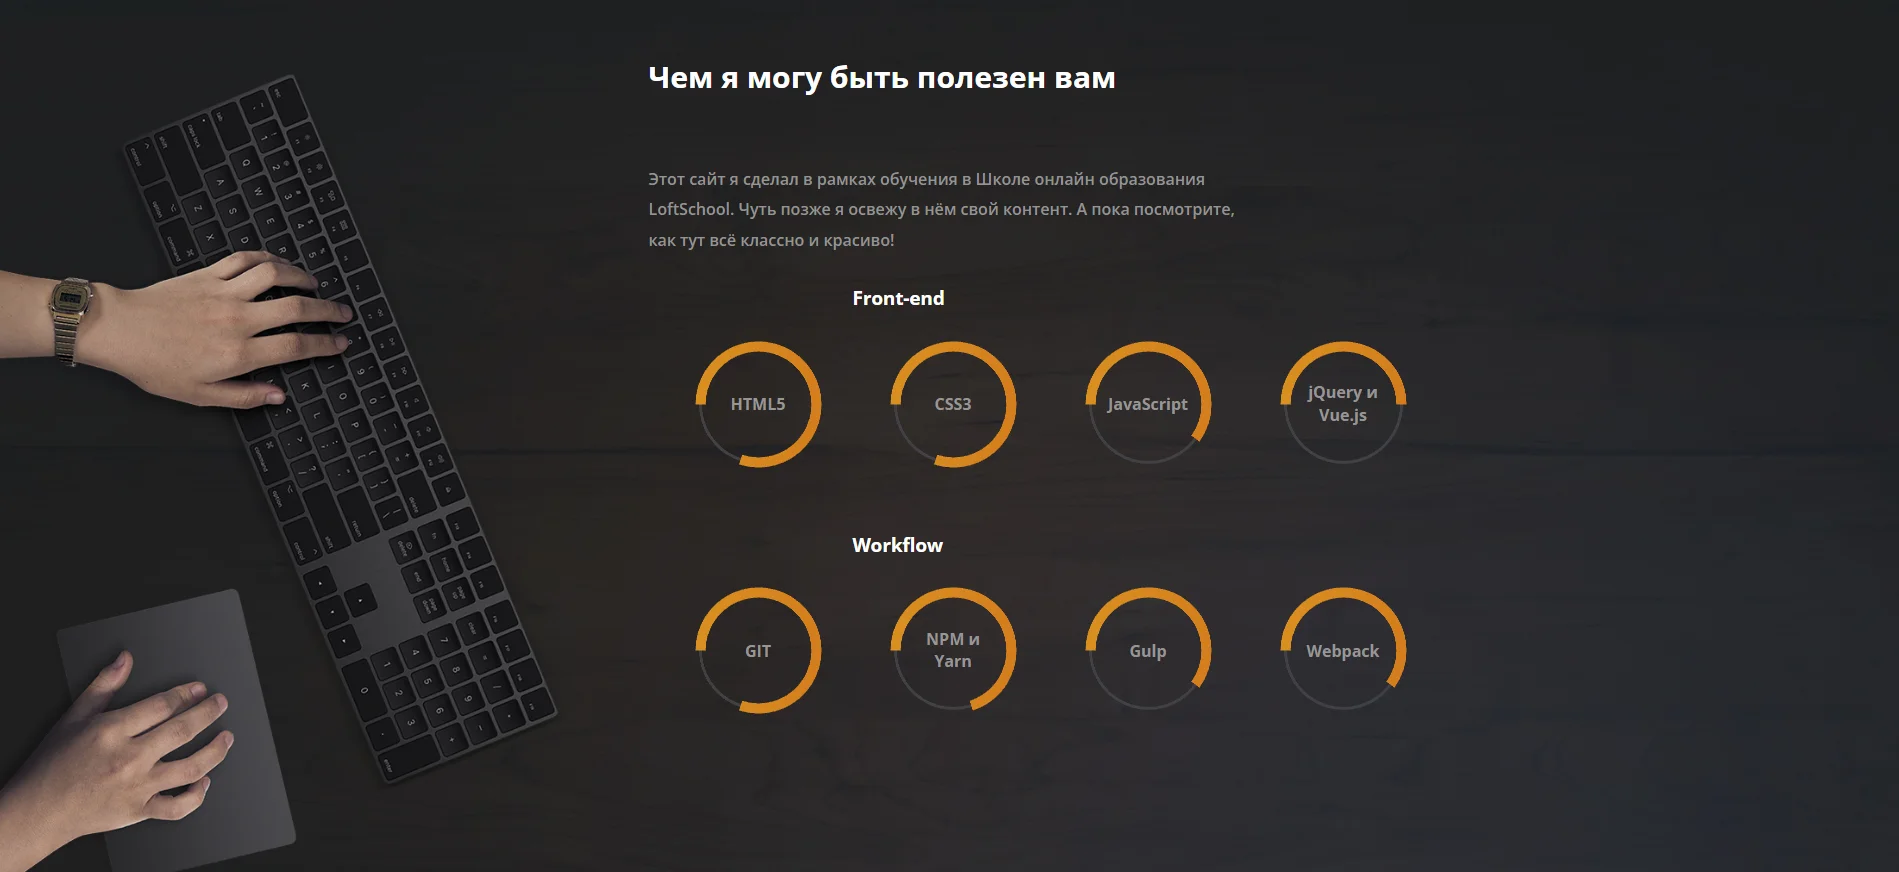 Чем я могу быть полезен вам
Этот сайт я сделал в рамках обучения в Школе онлайн образования
LoftSchool. Чуть позже я освежу в нём свой контент. А пока посмотрите,
как тут всё классно и красиво!
Front-end
HTML5
CSS3
JavaScript
jQuery и
Vue.js
Workflow
GIT
NPM и
Yarn
Gulp
Webpack